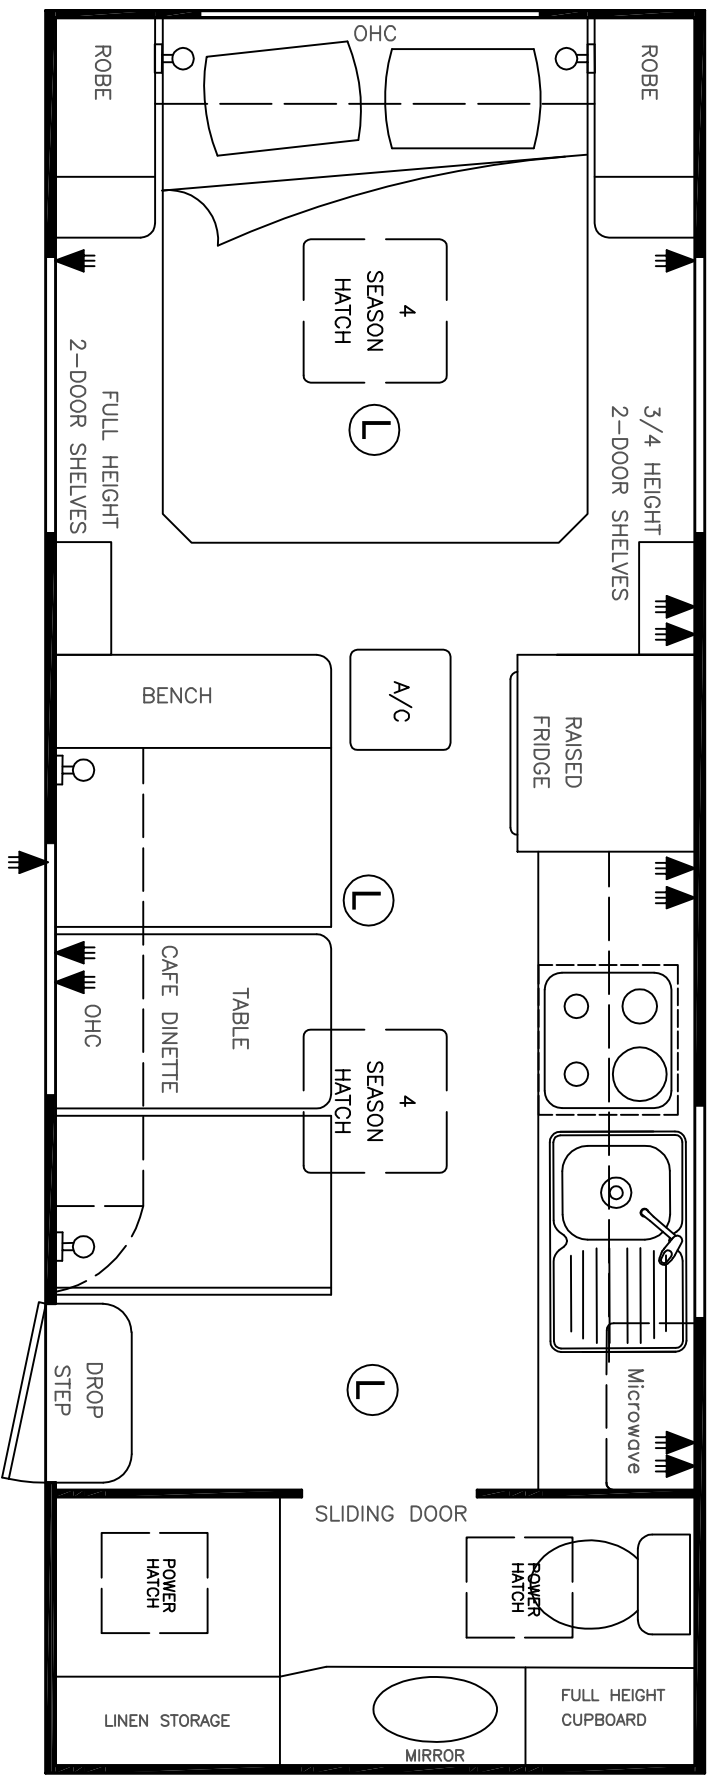 OHC
ROBE
ROBE
4
SEASON
HATCH
L
FULL HEIGHT
2-DOOR SHELVES
3/4 HEIGHT
2-DOOR SHELVES
BENCH
A/C
RAISED
FRIDGE
L
TABLE
CAFE DINETTE
OHC
4
SEASON
HATCH
DROP
STEP
L
Microwave
SLIDING DOOR
POWER
HATCH
POWER
HATCH
LINEN STORAGE
MIRROR
FULL HEIGHT
CUPBOARD